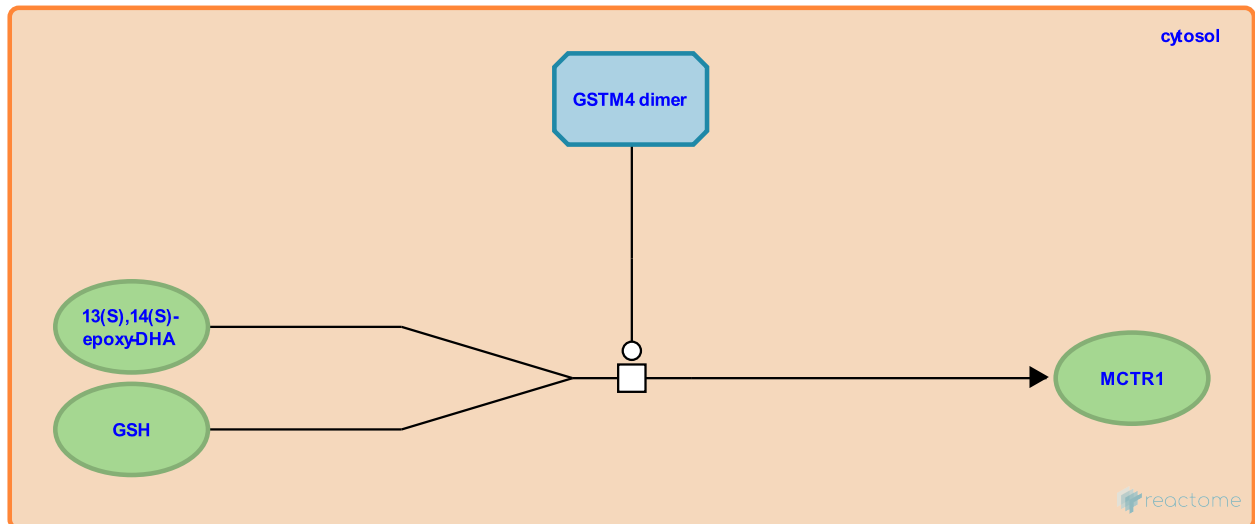 cytosol
GSTM4 dimer
13(S),14(S)-
epoxy-DHA
GSH
MCTR1
reactome